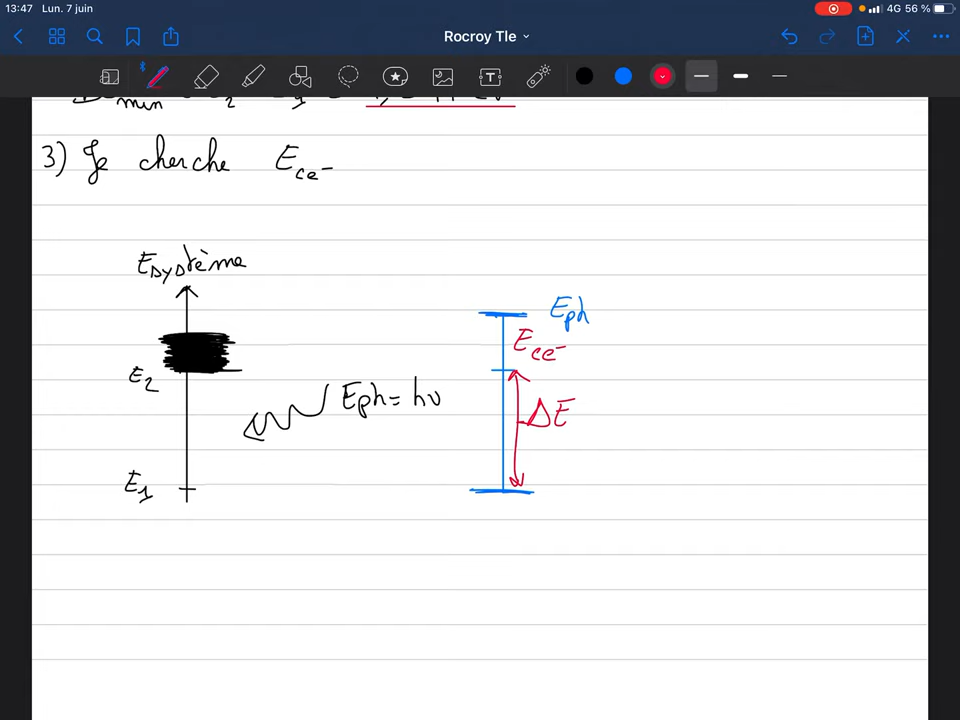 13:47 Lun. 7 juin 4G 56 %
Rocroy Tle
min
3) Je cherche Ece-
Esystème
Eph
Ece-
E2
Eph = hν
ΔE
E1